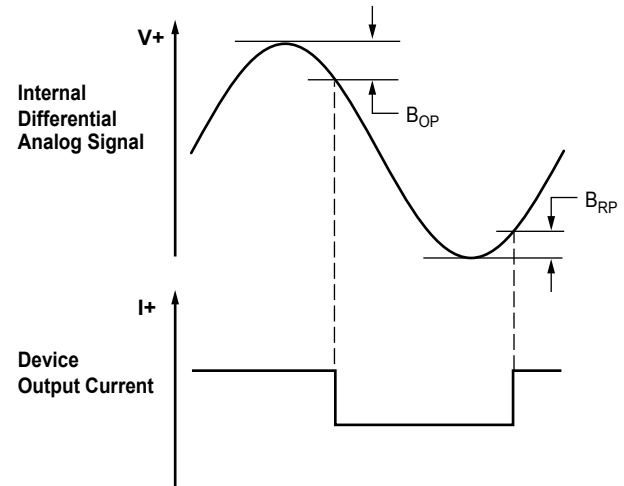 V+
Internal
Differential
Analog Signal
B_OP
B_RP
I+
Device
Output Current